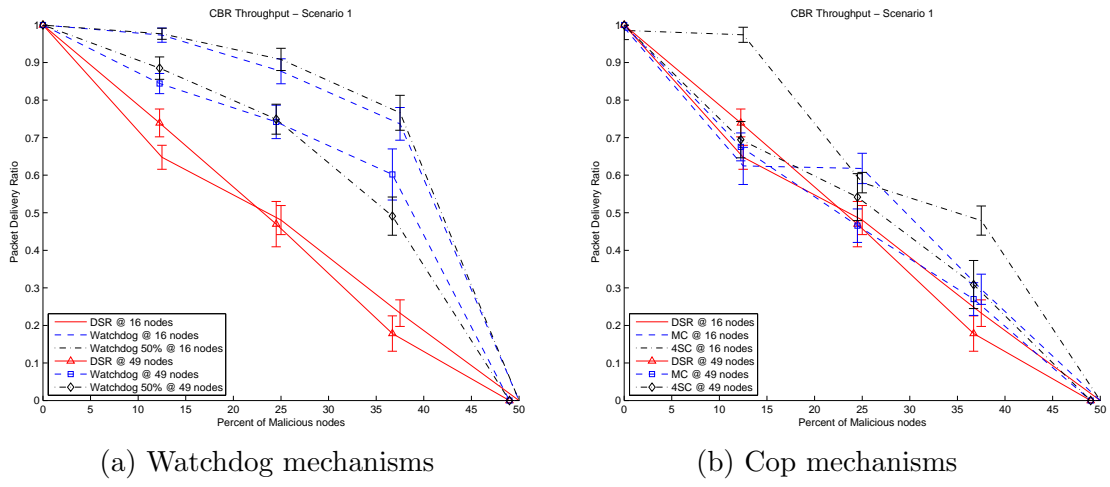 CBR Throughput − Scenario 1
1
0.9
0.8
0.7
0.6
0.5
0.4
0.3
0.2
0.1
0
Packet Delivery Ratio
DSR @ 16 nodes
Watchdog @ 16 nodes
Watchdog 50% @ 16 nodes
DSR @ 49 nodes
Watchdog @ 49 nodes
Watchdog 50% @ 49 nodes
0 5 10 15 20 25 30 35 40 45 50
Percent of Malicious nodes
(a) Watchdog mechanisms
CBR Throughput − Scenario 1
1
0.9
0.8
0.7
0.6
0.5
0.4
0.3
0.2
0.1
0
Packet Delivery Ratio
DSR @ 16 nodes
MC @ 16 nodes
4SC @ 16 nodes
DSR @ 49 nodes
MC @ 49 nodes
4SC @ 49 nodes
0 5 10 15 20 25 30 35 40 45 50
Percent of Malicious nodes
(b) Cop mechanisms